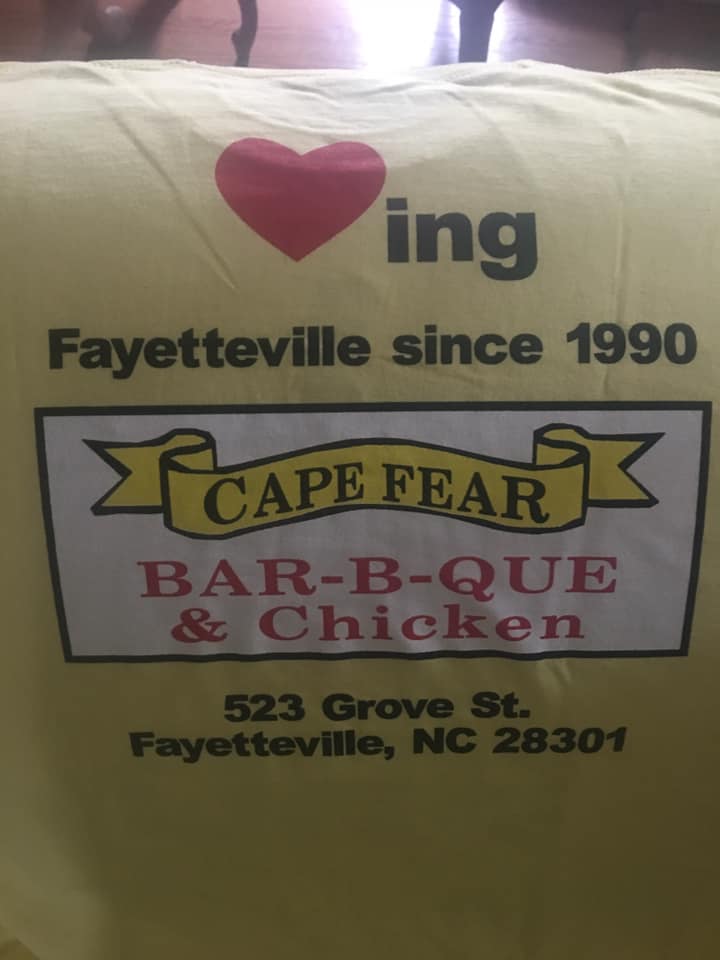 ing
Fayetteville since 1990
CAPE FEAR
BAR-B-QUE
& Chicken
523 Grove St.
Fayetteville, NC 28301